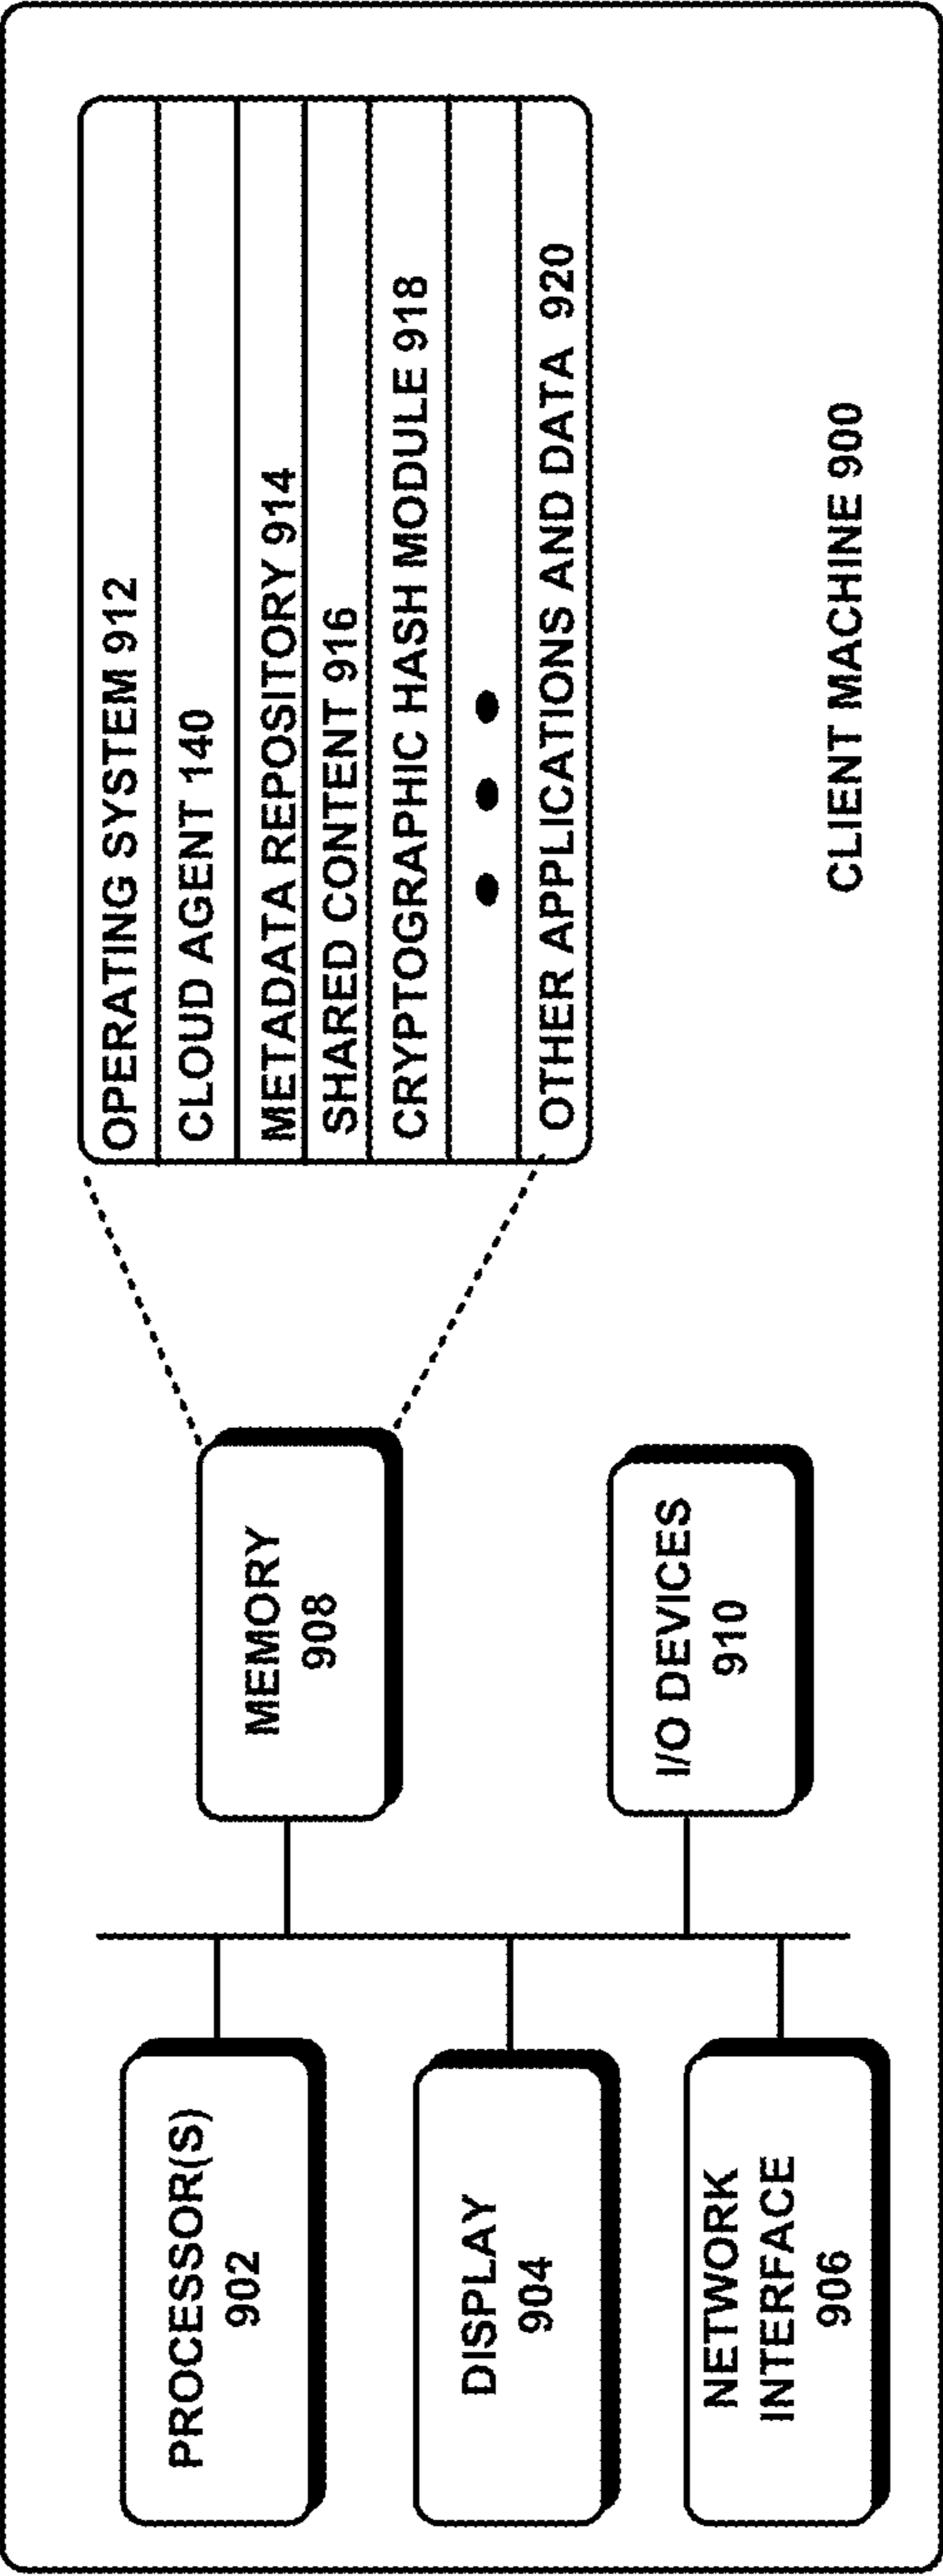 PROCESSOR(S)
902
DISPLAY
904
NETWORK
INTERFACE
906
MEMORY
908
I/O DEVICES
910
OPERATING SYSTEM 912
CLOUD AGENT 140
METADATA REPOSITORY 914
SHARED CONTENT 916
CRYPTOGRAPHIC HASH MODULE 918
OTHER APPLICATIONS AND DATA 920
CLIENT MACHINE 900